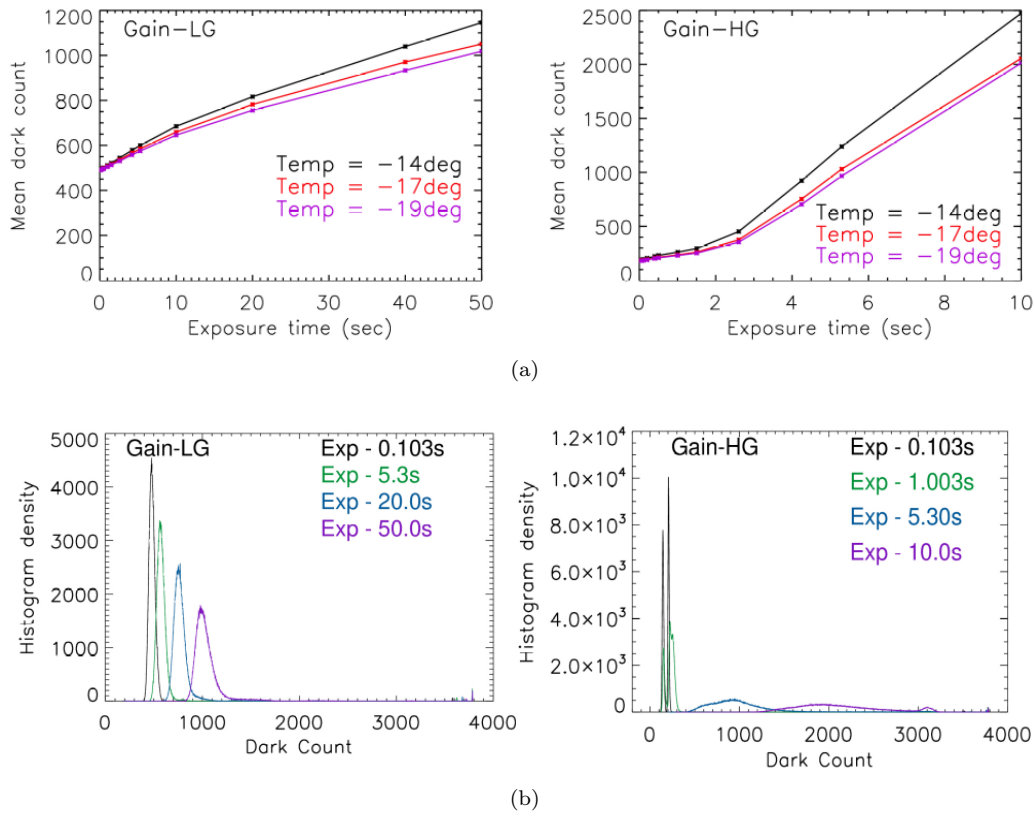 Gain-LG
Mean dark count
1200
1000
800
600
400
200
0
Temp = -14deg
Temp = -17deg
Temp = -19deg
0 10 20 30 40 50
Exposure time (sec)
Gain-HG
Mean dark count
2500
2000
1500
1000
500
0
Temp = -14deg
Temp = -17deg
Temp = -19deg
0 2 4 6 8 10
Exposure time (sec)
(a)
Gain-LG
Histogram density
5000
4000
3000
2000
1000
0
Exp - 0.103s
Exp - 5.3s
Exp - 20.0s
Exp - 50.0s
0 1000 2000 3000 4000
Dark Count
Gain-HG
Histogram density
1.2×10⁴
1.0×10⁴
8.0×10³
6.0×10³
4.0×10³
2.0×10³
0
Exp - 0.103s
Exp - 1.003s
Exp - 5.30s
Exp - 10.0s
0 1000 2000 3000 4000
Dark Count
(b)